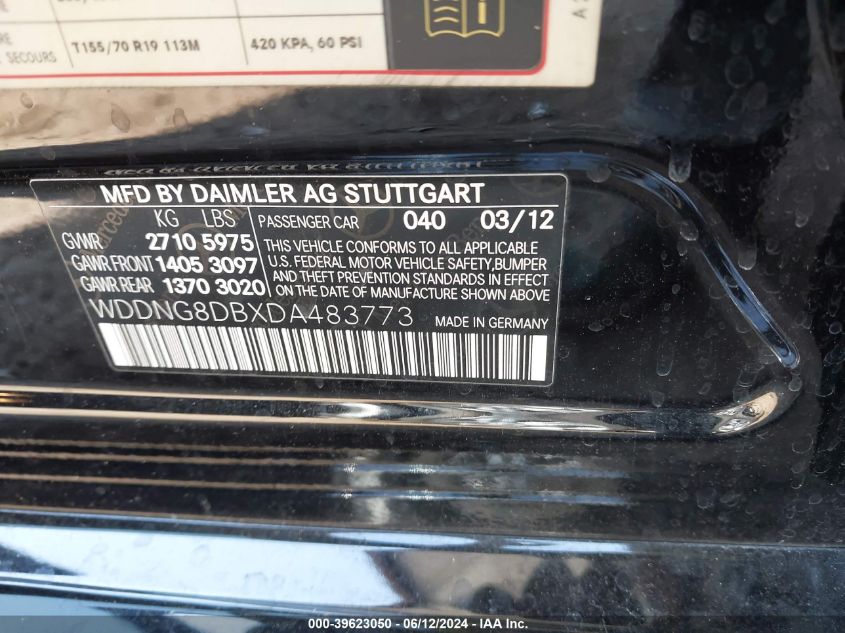 SECOURS T155/70 R19 113M 420 KPA, 60 PSI
MFD BY DAIMLER AG STUTTGART
KG LBS PASSENGER CAR 040 03/12
GVWR 2710 5975 THIS VEHICLE CONFORMS TO ALL APPLICABLE
GAWR FRONT 1405 3097 U.S. FEDERAL MOTOR VEHICLE SAFETY, BUMPER
GAWR REAR 1370 3020 AND THEFT PREVENTION STANDARDS IN EFFECT
ON THE DATE OF MANUFACTURE SHOWN ABOVE.
WDDNG8DBXDA483773 MADE IN GERMANY
000-39623050 - 06/12/2024 - IAA Inc.